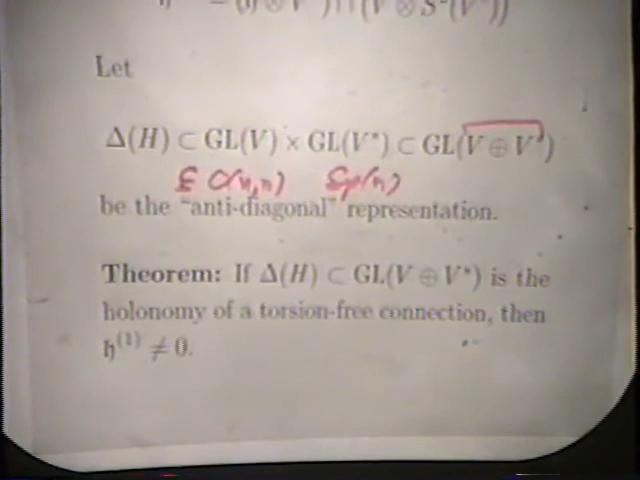 Let
Δ(H) ⊂ GL(V) × GL(V*) ⊂ GL(V ⊕ V*)
O(n,n) Sp(n)
be the “anti-diagonal” representation.
Theorem: If Δ(H) ⊂ GL(V ⊕ V*) is the
holonomy of a torsion-free connection, then
𝔥⁽¹⁾ ≠ 0.